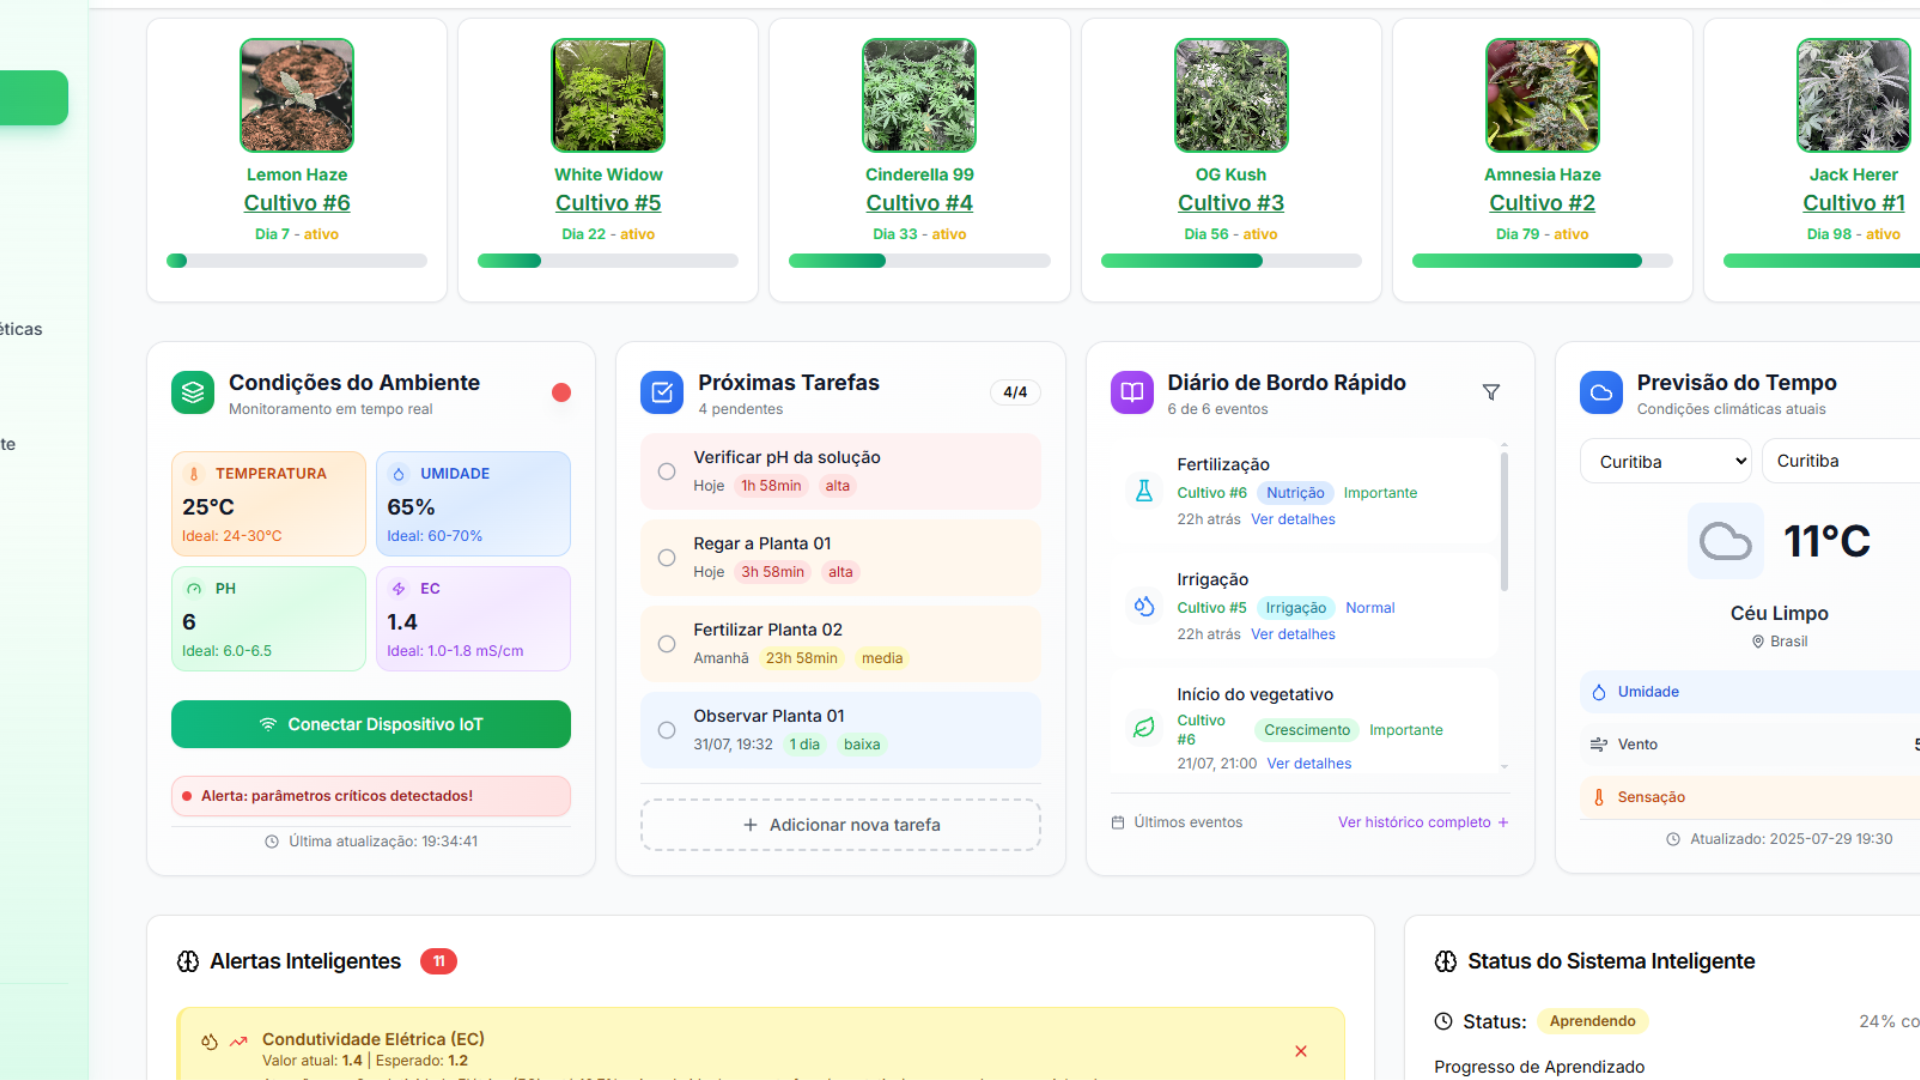 éticas
te
Lemon Haze
Cultivo #6
Dia 7 - ativo
White Widow
Cultivo #5
Dia 22 - ativo
Cinderella 99
Cultivo #4
Dia 33 - ativo
OG Kush
Cultivo #3
Dia 56 - ativo
Amnesia Haze
Cultivo #2
Dia 79 - ativo
Jack Herer
Cultivo #1
Dia 98 - ativo
Condições do Ambiente
Monitoramento em tempo real
TEMPERATURA
25°C
Ideal: 24-30°C
UMIDADE
65%
Ideal: 60-70%
PH
6
Ideal: 6.0-6.5
EC
1.4
Ideal: 1.0-1.8 mS/cm
Conectar Dispositivo IoT
Alerta: parâmetros críticos detectados!
Última atualização: 19:34:41
Próximas Tarefas
4 pendentes
4/4
Verificar pH da solução
Hoje 1h 58min alta
Regar a Planta 01
Hoje 3h 58min alta
Fertilizar Planta 02
Amanhã 23h 58min media
Observar Planta 01
31/07, 19:32 1 dia baixa
Adicionar nova tarefa
Diário de Bordo Rápido
6 de 6 eventos
Fertilização
Cultivo #6 Nutrição Importante
22h atrás Ver detalhes
Irrigação
Cultivo #5 Irrigação Normal
22h atrás Ver detalhes
Início do vegetativo
Cultivo #6 Crescimento Importante
21/07, 21:00 Ver detalhes
Últimos eventos
Ver histórico completo +
Previsão do Tempo
Condições climáticas atuais
Curitiba
Curitiba
11°C
Céu Limpo
Brasil
Umidade
Vento
5
Sensação
Atualizado: 2025-07-29 19:30
Alertas Inteligentes 11
Condutividade Elétrica (EC)
Valor atual: 1.4 | Esperado: 1.2
Status do Sistema Inteligente
Status: Aprendendo
24% co
Progresso de Aprendizado